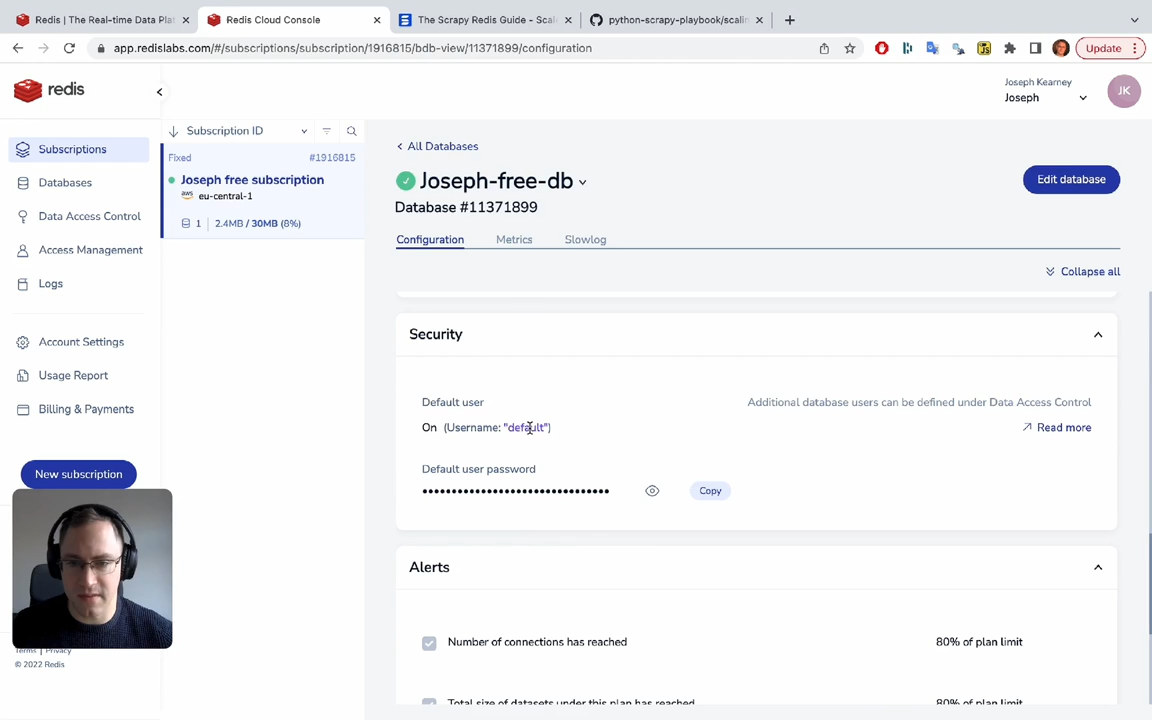 Redis | The Real-time Data Plat
Redis Cloud Console
The Scrapy Redis Guide - Scal
python-scrapy-playbook/scalin
app.redislabs.com/#/subscriptions/subscription/1916815/bdb-view/11371899/configuration
Update
redis
Joseph Kearney
Joseph
JK
Subscriptions
Databases
Data Access Control
Access Management
Logs
Account Settings
Usage Report
Billing & Payments
New subscription
Terms | Privacy
© 2022 Redis
Subscription ID
Fixed
#1916815
Joseph free subscription
aws eu-central-1
1 | 2.4MB / 30MB (8%)
All Databases
Joseph-free-db
Edit database
Database #11371899
Configuration
Metrics
Slowlog
Collapse all
Security
Default user
Additional database users can be defined under Data Access Control
On (Username: "default")
Read more
Default user password
••••••••••••••••••••••••••••••••
Copy
Alerts
Number of connections has reached
80% of plan limit
Total size of datasets under this plan has reached
80% of plan limit